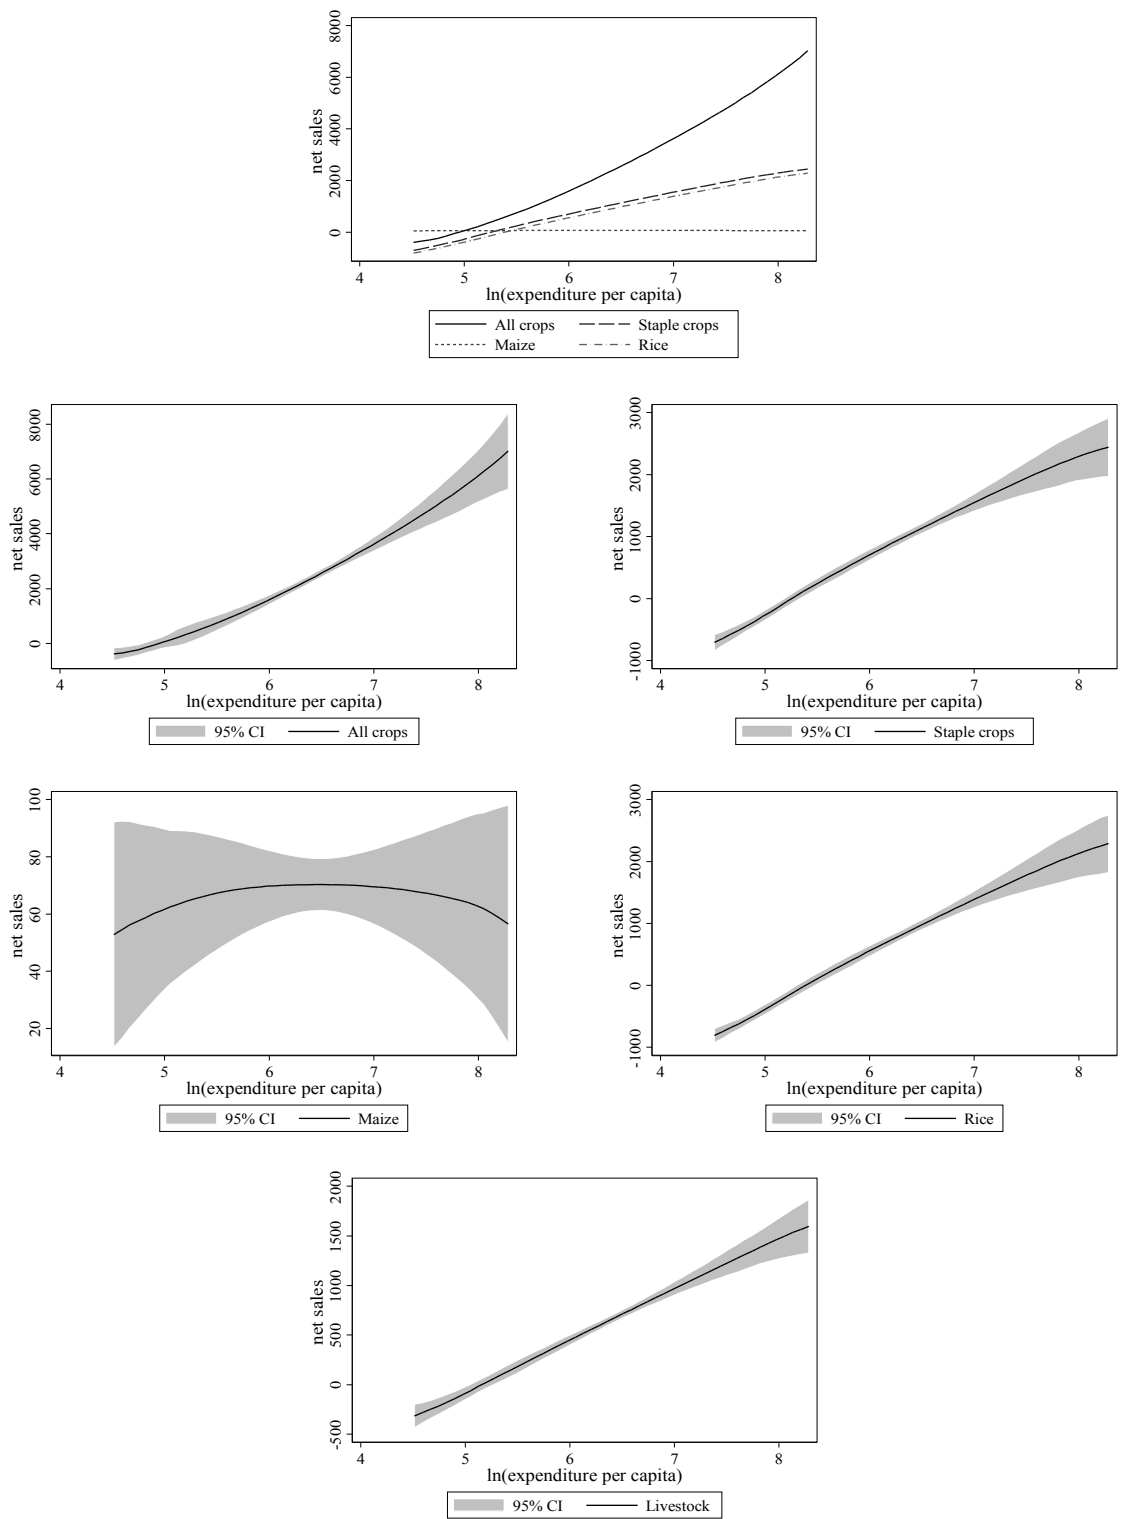 net sales
8000
6000
4000
2000
0
4 5 6 7 8
ln(expenditure per capita)
All crops Staple crops
Maize Rice
net sales
8000
6000
4000
2000
0
4 5 6 7 8
ln(expenditure per capita)
95% CI All crops
net sales
3000
2000
1000
0
-1000
4 5 6 7 8
ln(expenditure per capita)
95% CI Staple crops
net sales
100
80
60
40
20
4 5 6 7 8
ln(expenditure per capita)
95% CI Maize
net sales
3000
2000
1000
0
-1000
4 5 6 7 8
ln(expenditure per capita)
95% CI Rice
net sales
2000
1500
1000
500
0
-500
4 5 6 7 8
ln(expenditure per capita)
95% CI Livestock